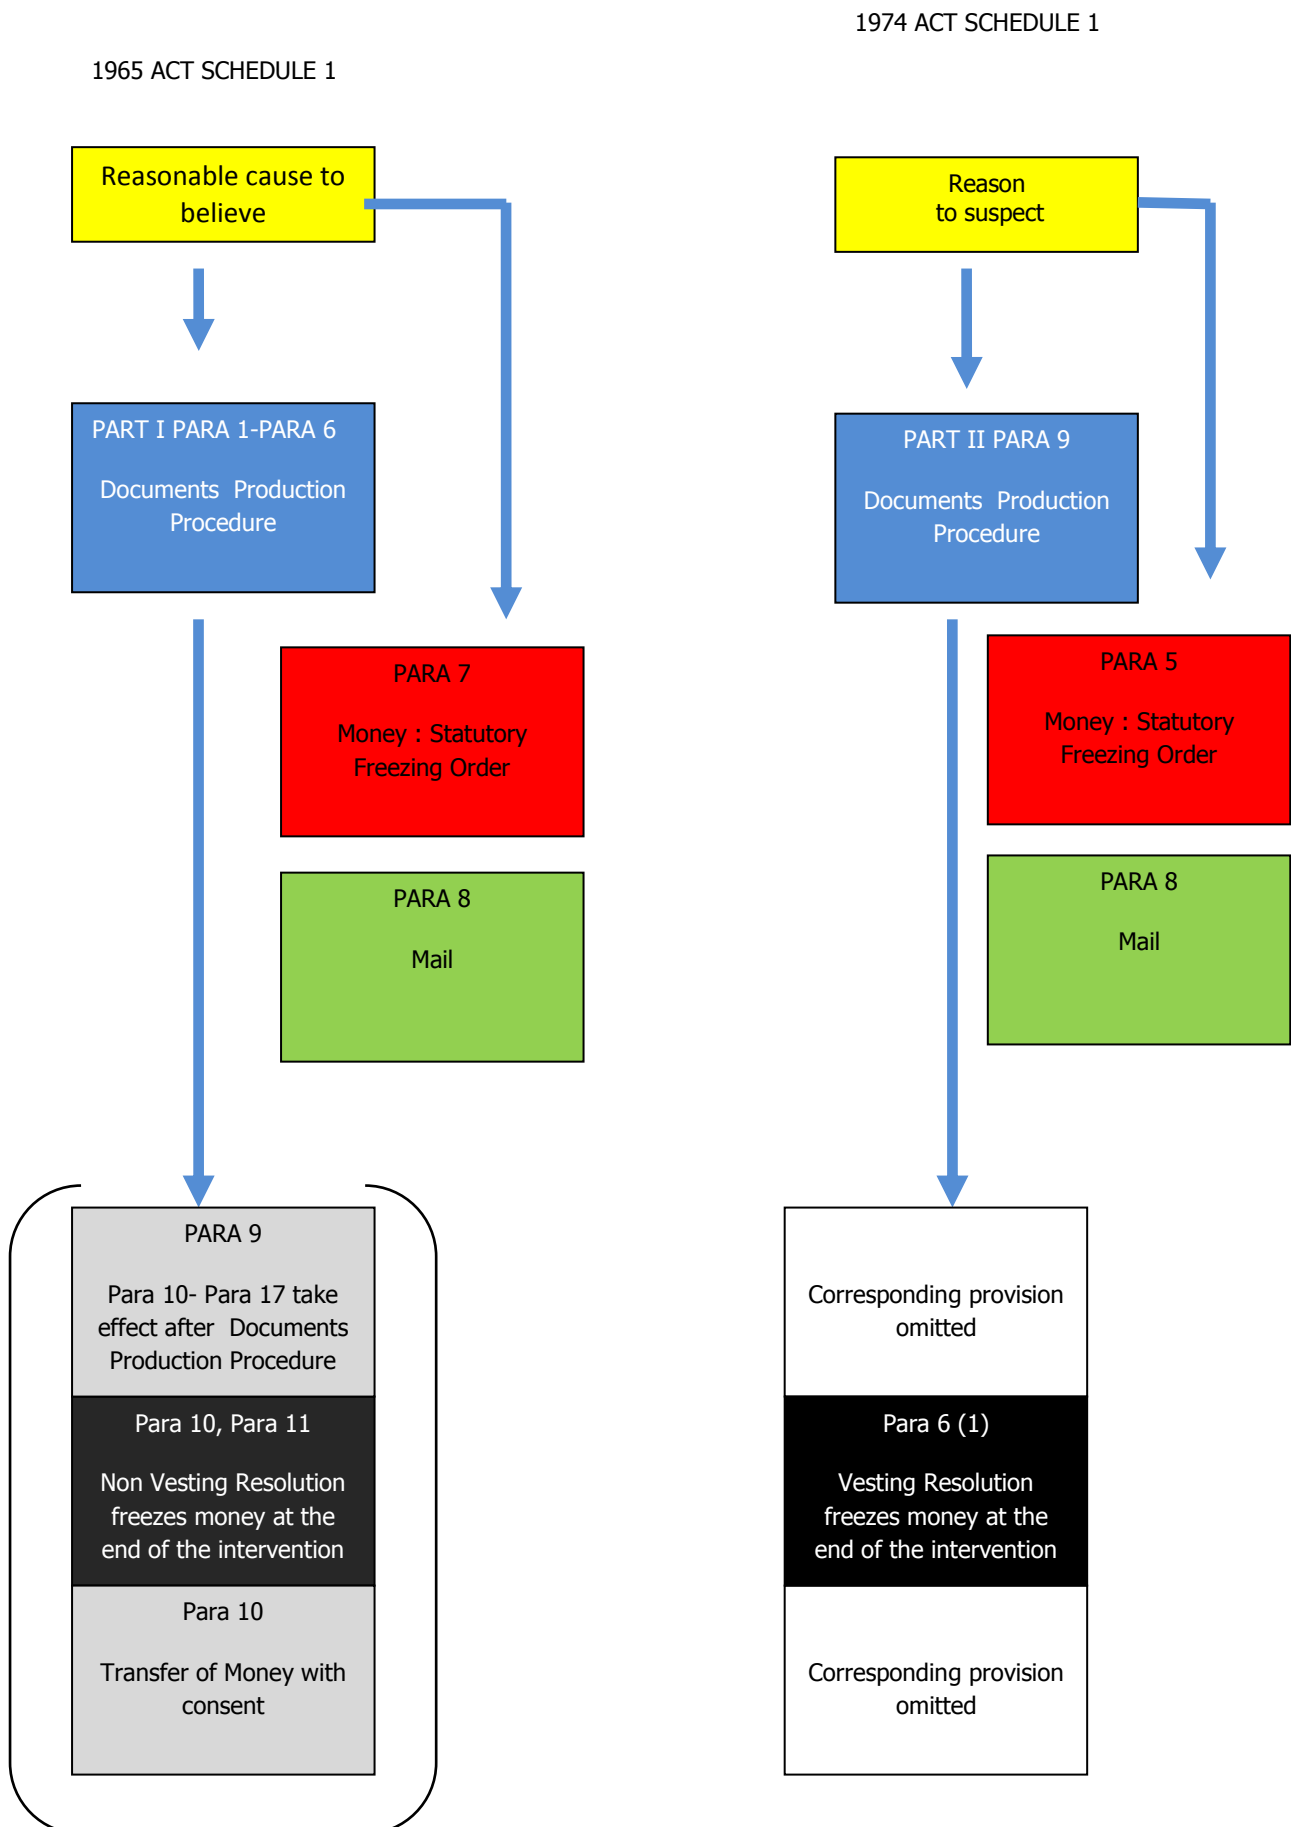 1974 ACT SCHEDULE 1
1965 ACT SCHEDULE 1
Reasonable cause to
believe
Reason
to suspect
PART I PARA 1-PARA 6
Documents  Production
Procedure
PART II PARA 9
Documents  Production
Procedure
PARA 7
Money : Statutory
Freezing Order
PARA 5
Money : Statutory
Freezing Order
PARA 8
Mail
PARA 8
Mail
PARA 9
Para 10- Para 17 take
effect after  Documents
Production Procedure
Corresponding provision
omitted
Para 10, Para 11
Non Vesting Resolution
freezes money at the
end of the intervention
Para 6 (1)
Vesting Resolution
freezes money at the
end of the intervention
Para 10
Transfer of Money with
consent
Corresponding provision
omitted